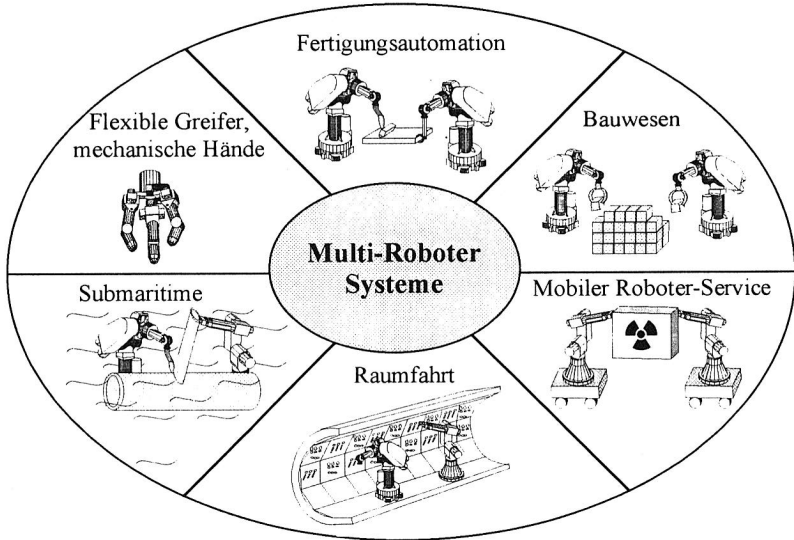 Fertigungsautomation
Flexible Greifer,
mechanische Hände
Bauwesen
Multi-Roboter
Systeme
Submaritime
Mobiler Roboter-Service
Raumfahrt